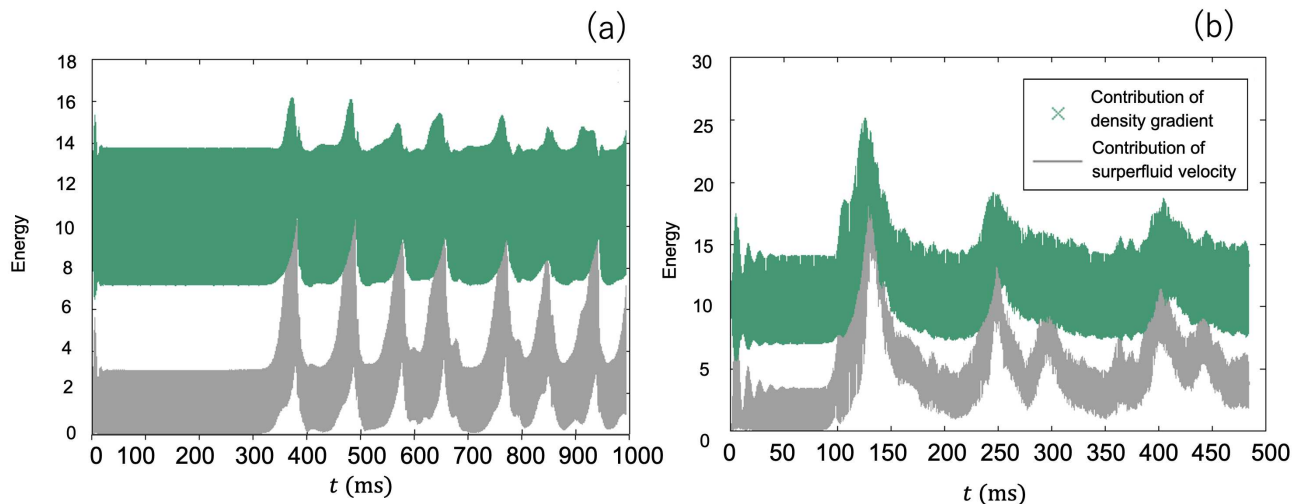 (a)
18
16
14
12
10
8
6
4
2
0
Energy
0 100 200 300 400 500 600 700 800 900 1000
t (ms)
(b)
30
25
20
15
10
5
0
Energy
Contribution of
density gradient
Contribution of
surperfluid velocity
0 50 100 150 200 250 300 350 400 450 500
t (ms)